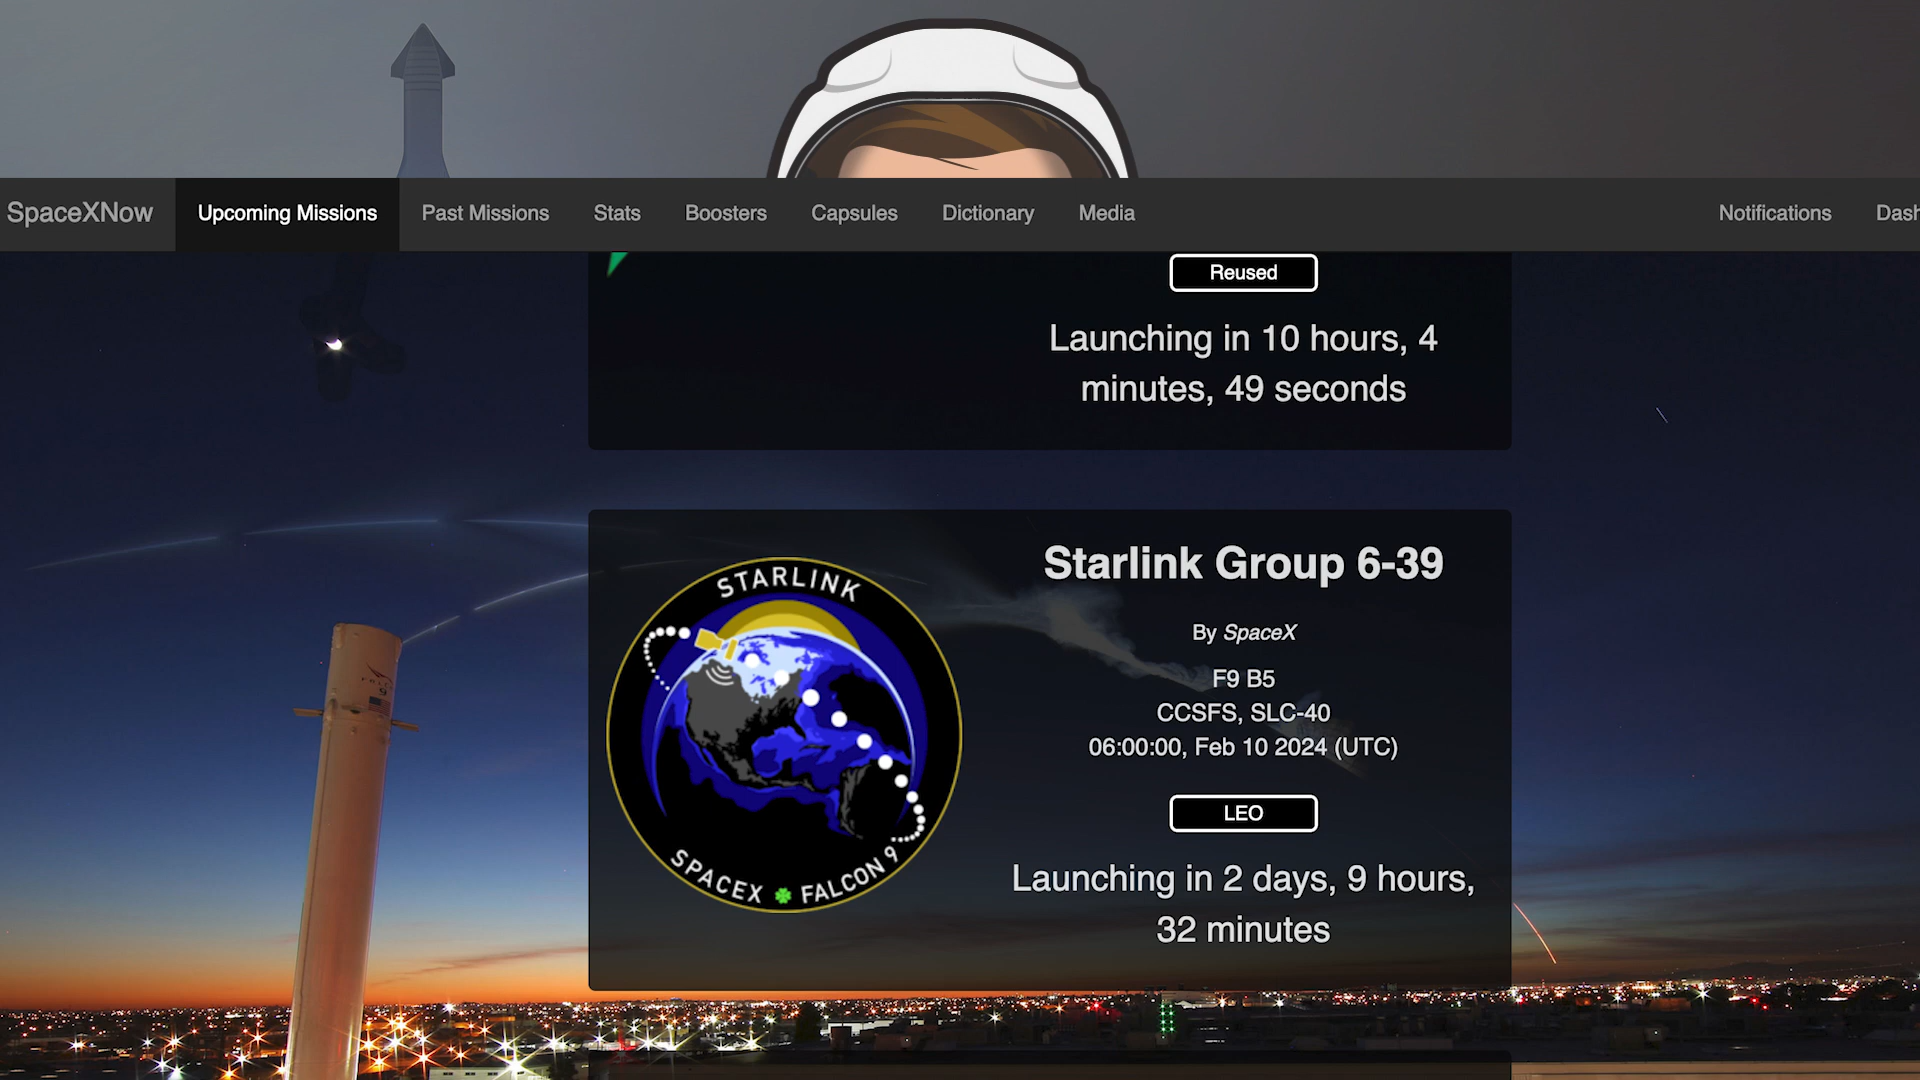 SpaceXNow Upcoming Missions Past Missions Stats Boosters Capsules Dictionary Media Notifications Dash
Reused
Launching in 10 hours, 4
minutes, 49 seconds
STARLINK
SPACEX FALCON 9
Starlink Group 6-39
By SpaceX
F9 B5
CCSFS, SLC-40
06:00:00, Feb 10 2024 (UTC)
LEO
Launching in 2 days, 9 hours,
32 minutes
9